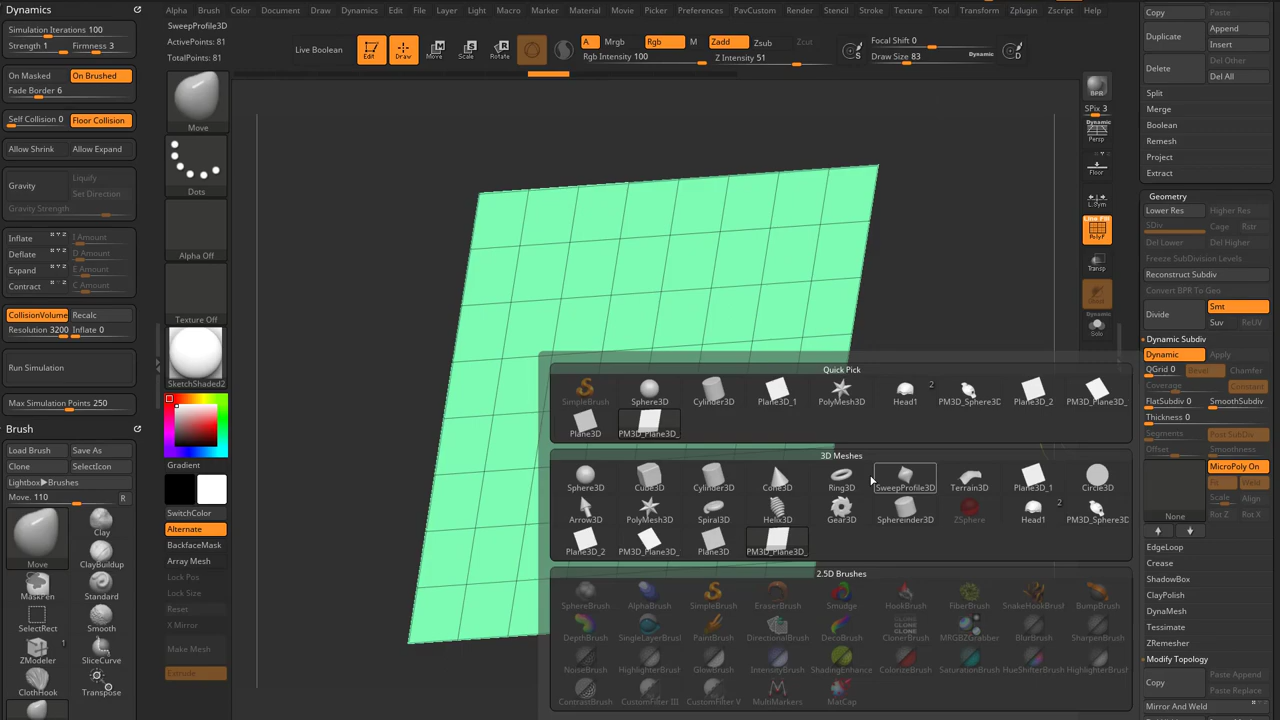 Dynamics
Simulation Iterations 100
Strength 1 Firmness 3
On Masked On Brushed
Fade Border 6
Self Collision 0 Floor Collision
Allow Shrink Allow Expand
Gravity Liquify
Set Direction
Gravity Strength
Inflate I Amount
Deflate D Amount
Expand E Amount
Contract C Amount
CollisionVolume Recalc
Resolution 3200 Inflate 0
Run Simulation
Max Simulation Points 250
Brush
Load Brush Save As
Clone SelectIcon
Lightbox▶Brushes
Move. 110 R
Move
Clay
ClayBuildup
MaskPen Standard
SelectRect Smooth
1
ZModeler SliceCurve
ClothHook Transpose
Alpha Brush Color Document Draw Dynamics Edit File Layer Light Macro Marker Material Movie Picker Preferences PavCustom Render Stencil Stroke Texture Tool Transform Zplugin Zscript Help
SweepProfile3D
ActivePoints: 81
TotalPoints: 81
Live Boolean Edit Draw Move Scale Rotate
A Mrgb Rgb M Zadd Zsub Zcut
Rgb Intensity 100 Z Intensity 51
S Focal Shift 0
Draw Size 83 Dynamic D
Move
Dots
Alpha Off
Texture Off
SketchShaded2
Gradient
SwitchColor
Alternate
BackfaceMask
Array Mesh
Lock Pos
Lock Size
Reset
X Mirror
Make Mesh
Extrude
Quick Pick
SimpleBrush Sphere3D Cylinder3D Plane3D_1 PolyMesh3D Head1 2 PM3D_Sphere3D Plane3D_2 PM3D_Plane3D_
Plane3D PM3D_Plane3D_
3D Meshes
Sphere3D Cube3D Cylinder3D Cone3D Ring3D SweepProfile3D Terrain3D Plane3D_1 Circle3D
Arrow3D PolyMesh3D Spiral3D Helix3D Gear3D Sphereinder3D ZSphere Head1 2 PM3D_Sphere3D
Plane3D_2 PM3D_Plane3D_ Plane3D PM3D_Plane3D_
2.5D Brushes
SphereBrush AlphaBrush SimpleBrush EraserBrush Smudge HookBrush FiberBrush SnakeHookBrush BumpBrush
DepthBrush SingleLayerBrush PaintBrush DirectionalBrush DecoBrush ClonerBrush MRGBZGrabber BlurBrush SharpenBrush
NoiseBrush HighlighterBrush GlowBrush IntensityBrush ShadingEnhance ColorizeBrush SaturationBrush HueShifterBrush HighlighterBrush
ContrastBrush CustomFilter III CustomFilter V MultiMarkers MatCap
BPR
SPix 3
Dynamic
Persp
Floor
L.Sym
Line Fill
PolyF
Transp
Dynamic
Solo
Copy Paste
Duplicate Append
Insert
Delete Del Other
Del All
Split
Merge
Boolean
Remesh
Project
Extract
Geometry
Lower Res Higher Res
SDiv Cage Rstr
Del Lower Del Higher
Freeze SubDivision Levels
Reconstruct Subdiv
Convert BPR To Geo
Divide Smt
Suv ReUV
Dynamic Subdiv
Dynamic Apply
QGrid 0 Bevel Chamfer
Coverage Constant
FlatSubdiv 0 SmoothSubdiv
Thickness 0
Segments Post SubDiv
Offset
MicroPoly On
Fit Weld
Scale Align
None Rot Z Rot X
EdgeLoop
Crease
ShadowBox
ClayPolish
DynaMesh
Tessimate
ZRemesher
Modify Topology
Copy Paste Append
Paste Replace
Mirror And Weld